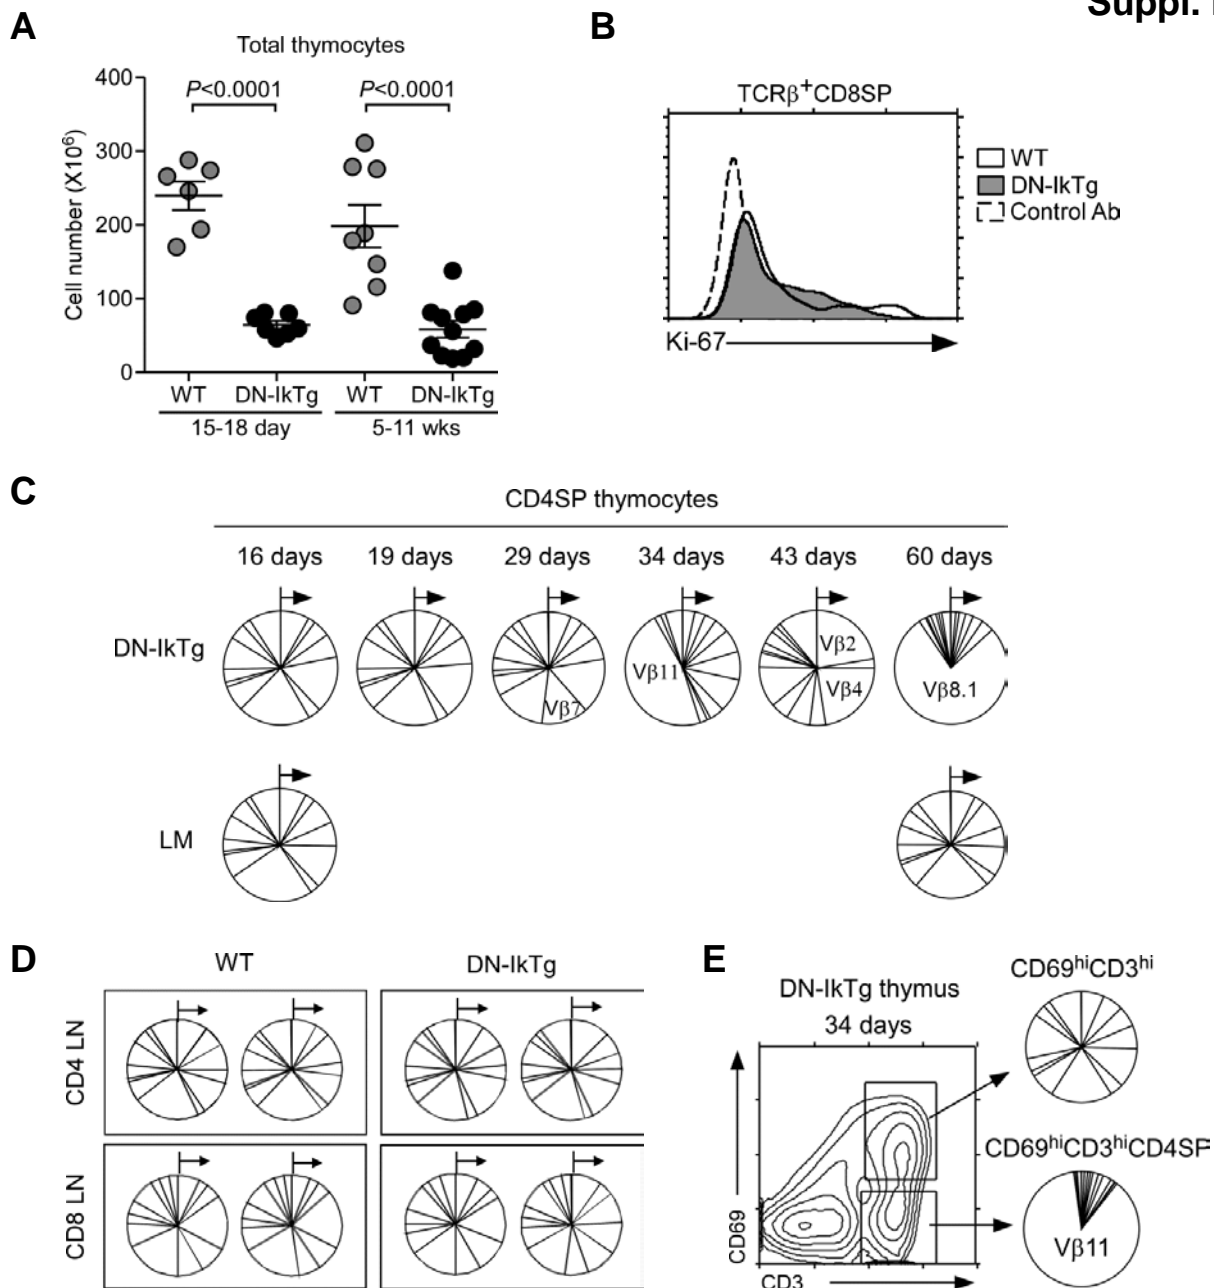 Suppl.
A
Total thymocytes
400
300
200
100
0
Cell number (X10⁶)
P<0.0001
P<0.0001
WT
DN-IkTg
WT
DN-IkTg
15-18 day
5-11 wks
B
TCRβ⁺CD8SP
WT
DN-IkTg
Control Ab
Ki-67
C
CD4SP thymocytes
16 days
19 days
29 days
34 days
43 days
60 days
DN-IkTg
Vβ7
Vβ11
Vβ2
Vβ4
Vβ8.1
LM
D
WT
DN-IkTg
CD4 LN
CD8 LN
E
DN-IkTg thymus
34 days
CD69
CD3
CD69ʰⁱCD3ʰⁱ
CD69ʰⁱCD3ʰⁱCD4SP
Vβ11